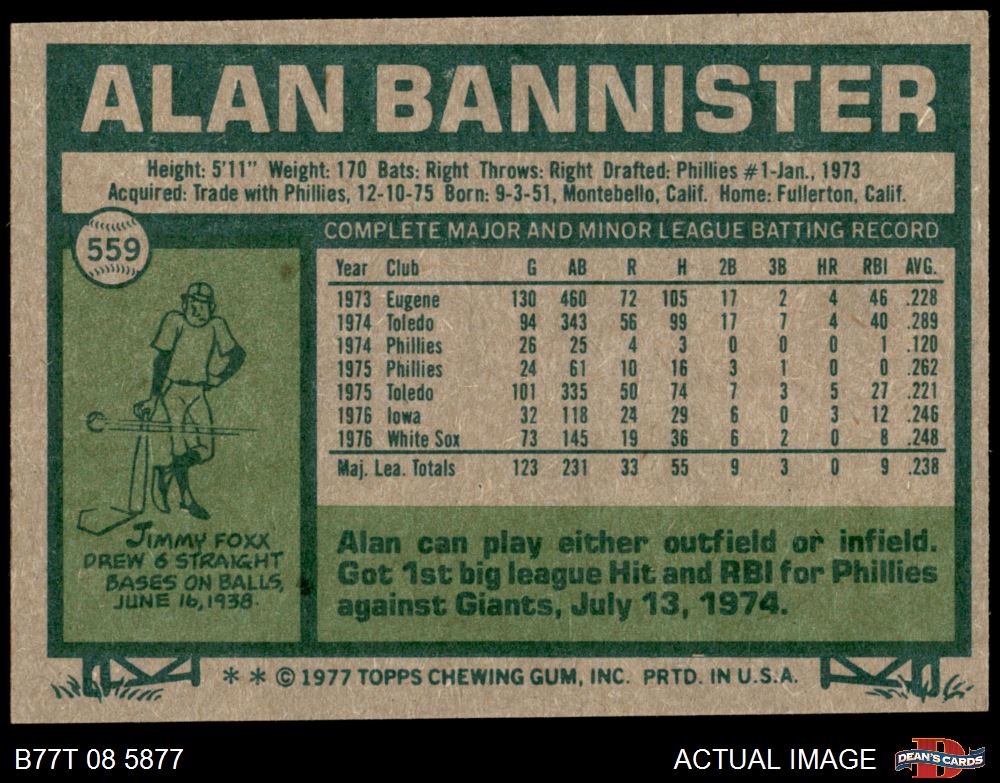 ALAN BANNISTER
Height: 5'11" Weight: 170 Bats: Right Throws: Right Drafted: Phillies #1-Jan., 1973
Acquired: Trade with Phillies, 12-10-75 Born: 9-3-51, Montebello, Calif. Home: Fullerton, Calif.
559
COMPLETE MAJOR AND MINOR LEAGUE BATTING RECORD
Year Club G AB R H 2B 3B HR RBI AVG.
1973 Eugene 130 460 72 105 17 2 4 46 .228
1974 Toledo 94 343 56 99 17 7 4 40 .289
1974 Phillies 26 25 4 3 0 0 0 1 .120
1975 Phillies 24 61 10 16 3 1 0 0 .262
1975 Toledo 101 335 50 74 7 3 5 27 .221
1976 Iowa 32 118 24 29 6 0 3 12 .246
1976 White Sox 73 145 19 36 6 2 0 8 .248
Maj. Lea. Totals 123 231 33 55 9 3 0 9 .238
JIMMY FOXX
DREW 6 STRAIGHT
BASES ON BALLS,
JUNE 16, 1938.
Alan can play either outfield or infield.
Got 1st big league Hit and RBI for Phillies
against Giants, July 13, 1974.
* * © 1977 TOPPS CHEWING GUM, INC. PRTD. IN U.S.A.
B77T 08 5877
ACTUAL IMAGE
DEAN'S CARDS